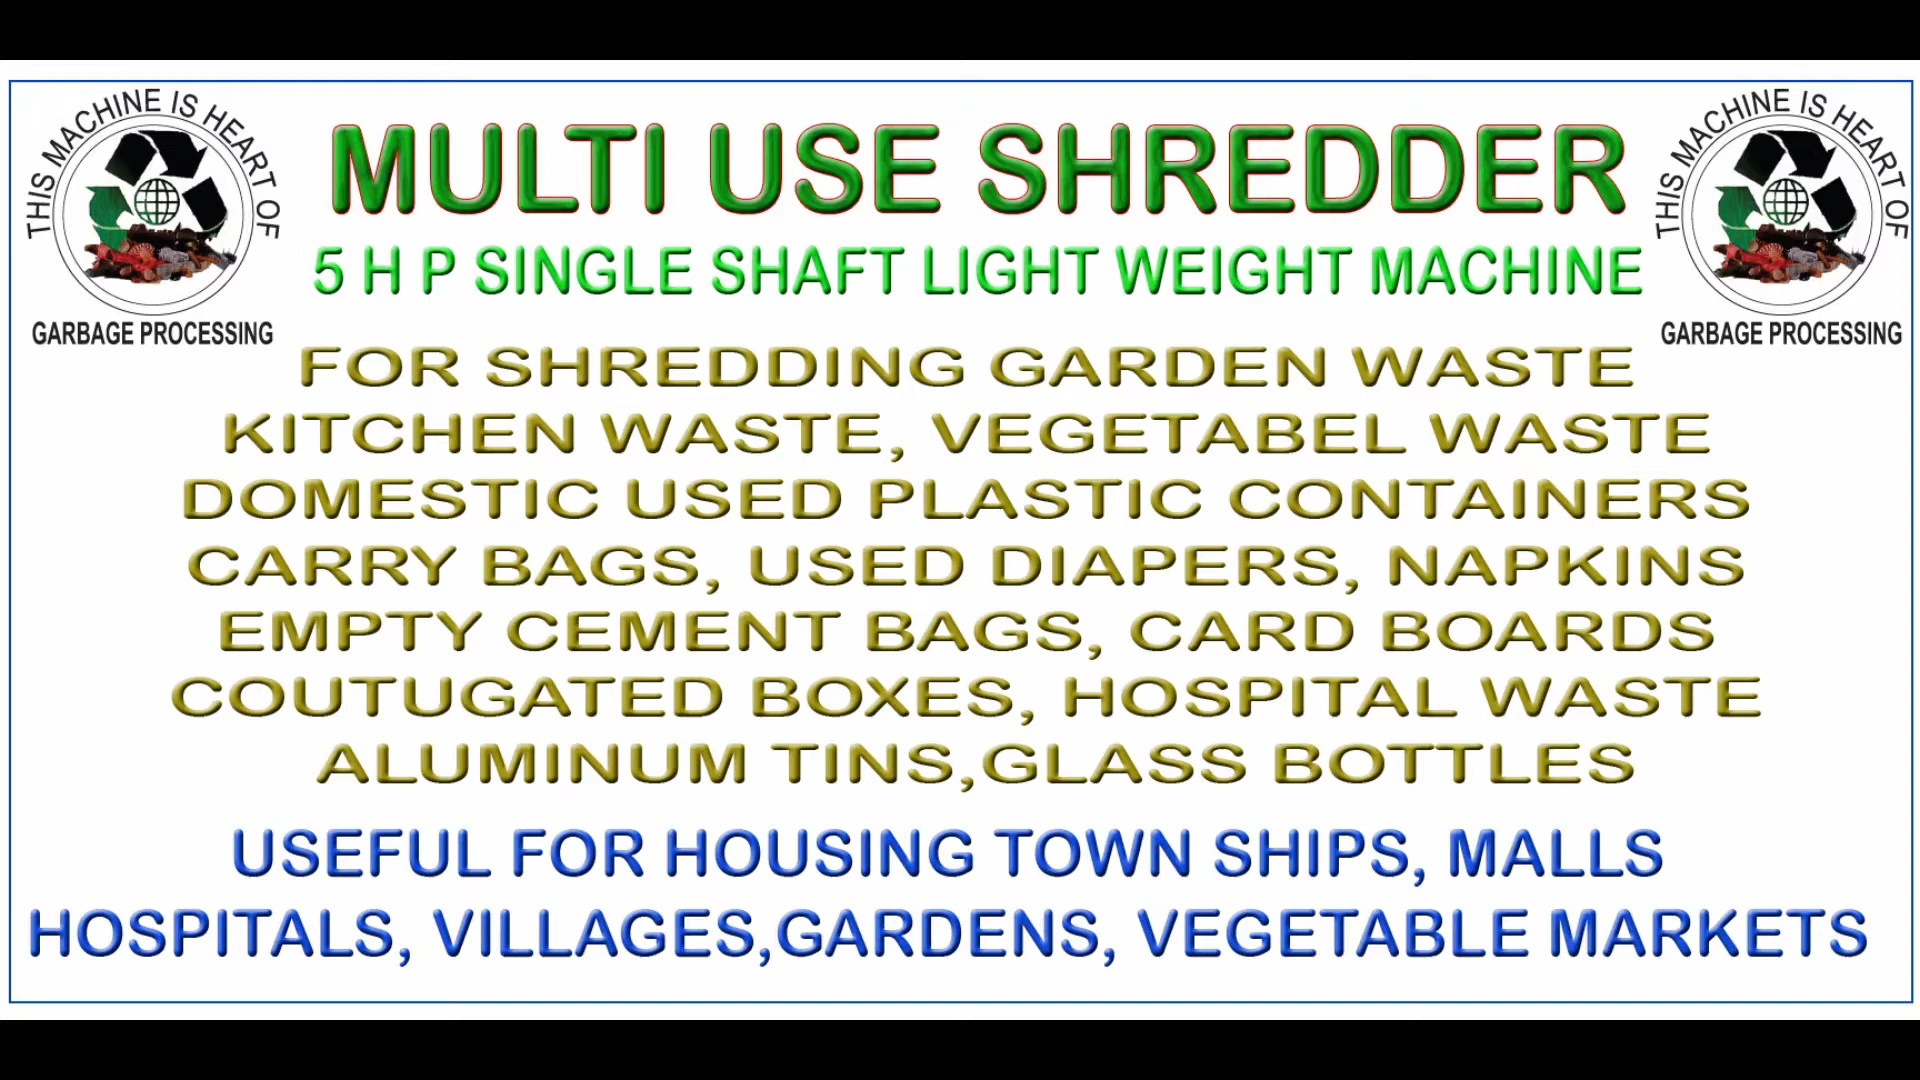 THIS MACHINE IS HEART OF
GARBAGE PROCESSING
MULTI USE SHREDDER
5 H P SINGLE SHAFT LIGHT WEIGHT MACHINE
THIS MACHINE IS HEART OF
GARBAGE PROCESSING
FOR SHREDDING GARDEN WASTE
KITCHEN WASTE, VEGETABEL WASTE
DOMESTIC USED PLASTIC CONTAINERS
CARRY BAGS, USED DIAPERS, NAPKINS
EMPTY CEMENT BAGS, CARD BOARDS
COUTUGATED BOXES, HOSPITAL WASTE
ALUMINUM TINS,GLASS BOTTLES
USEFUL FOR HOUSING TOWN SHIPS, MALLS
HOSPITALS, VILLAGES,GARDENS, VEGETABLE MARKETS